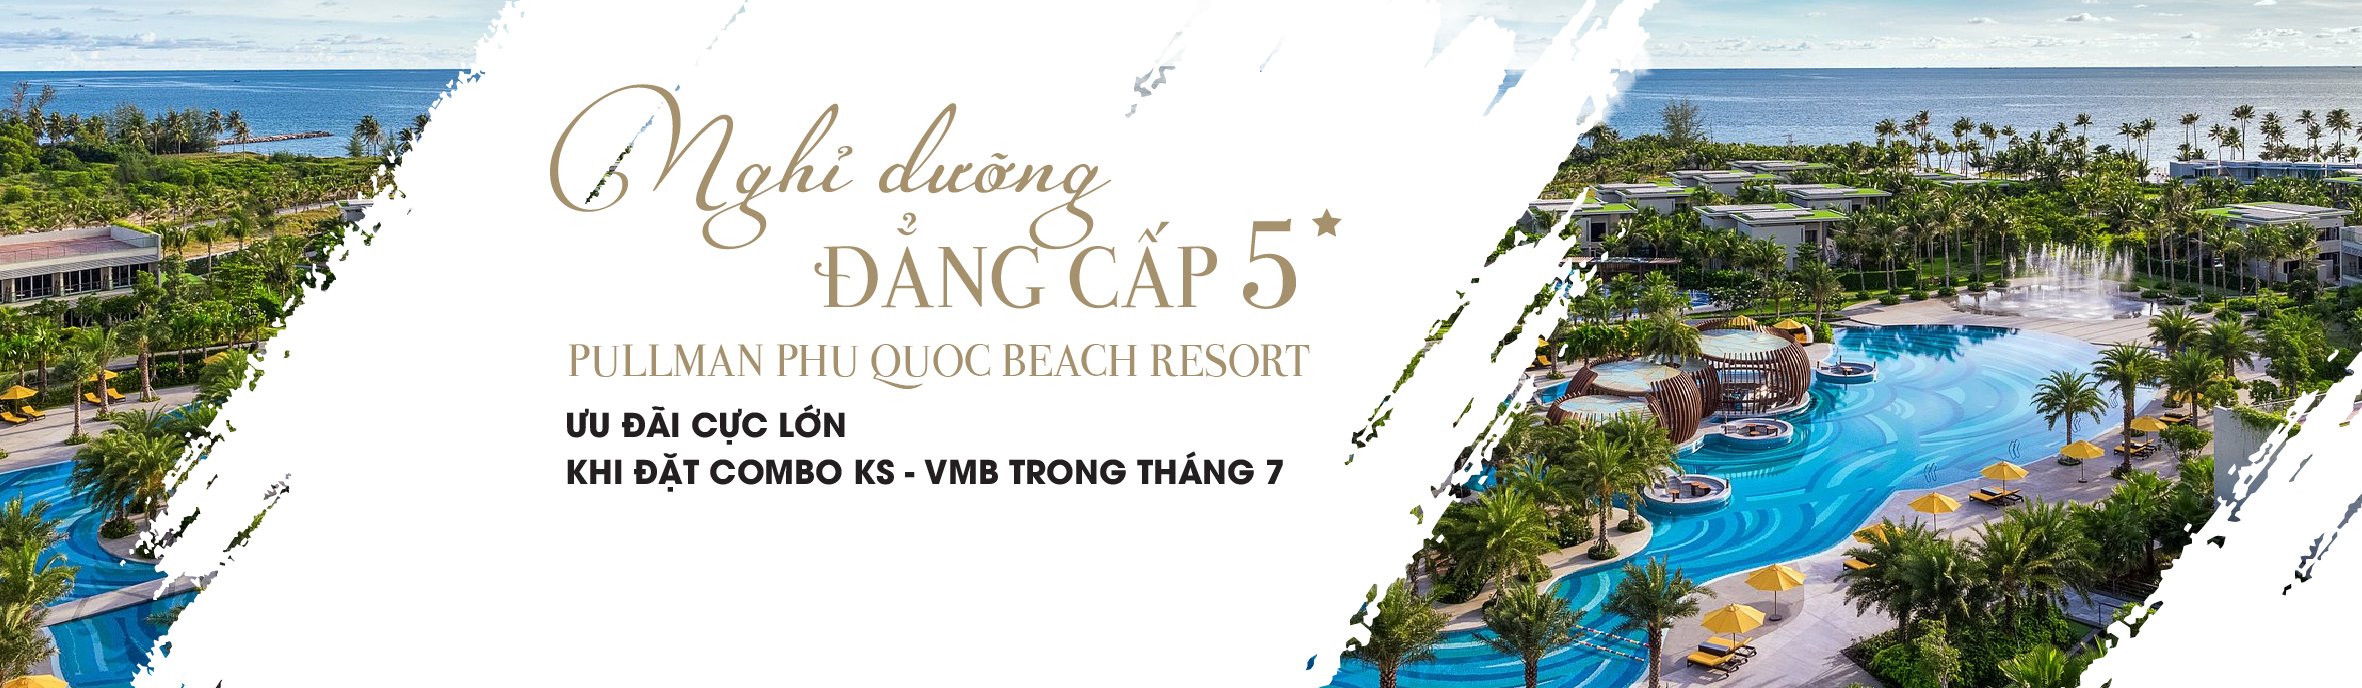 Nghỉ dưỡng
ĐẲNG CẤP 5*
PULLMAN PHU QUOC BEACH RESORT
ƯU ĐÃI CỰC LỚN
KHI ĐẶT COMBO KS - VMB TRONG THÁNG 7